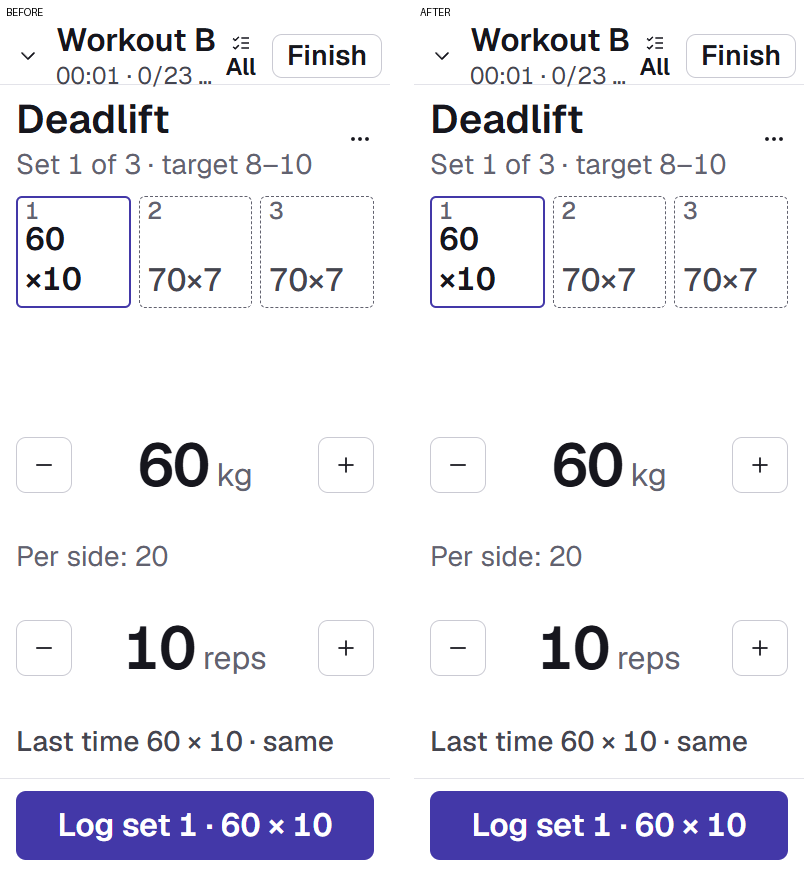 BEFORE
Workout B
00:01 · 0/23 ...
All
Finish
Deadlift
...
Set 1 of 3 · target 8–10
1
60
×10
2
70×7
3
70×7
−
60 kg
+
Per side: 20
−
10 reps
+
Last time 60 × 10 · same
Log set 1 · 60 × 10
AFTER
Workout B
00:01 · 0/23 ...
All
Finish
Deadlift
...
Set 1 of 3 · target 8–10
1
60
×10
2
70×7
3
70×7
−
60 kg
+
Per side: 20
−
10 reps
+
Last time 60 × 10 · same
Log set 1 · 60 × 10